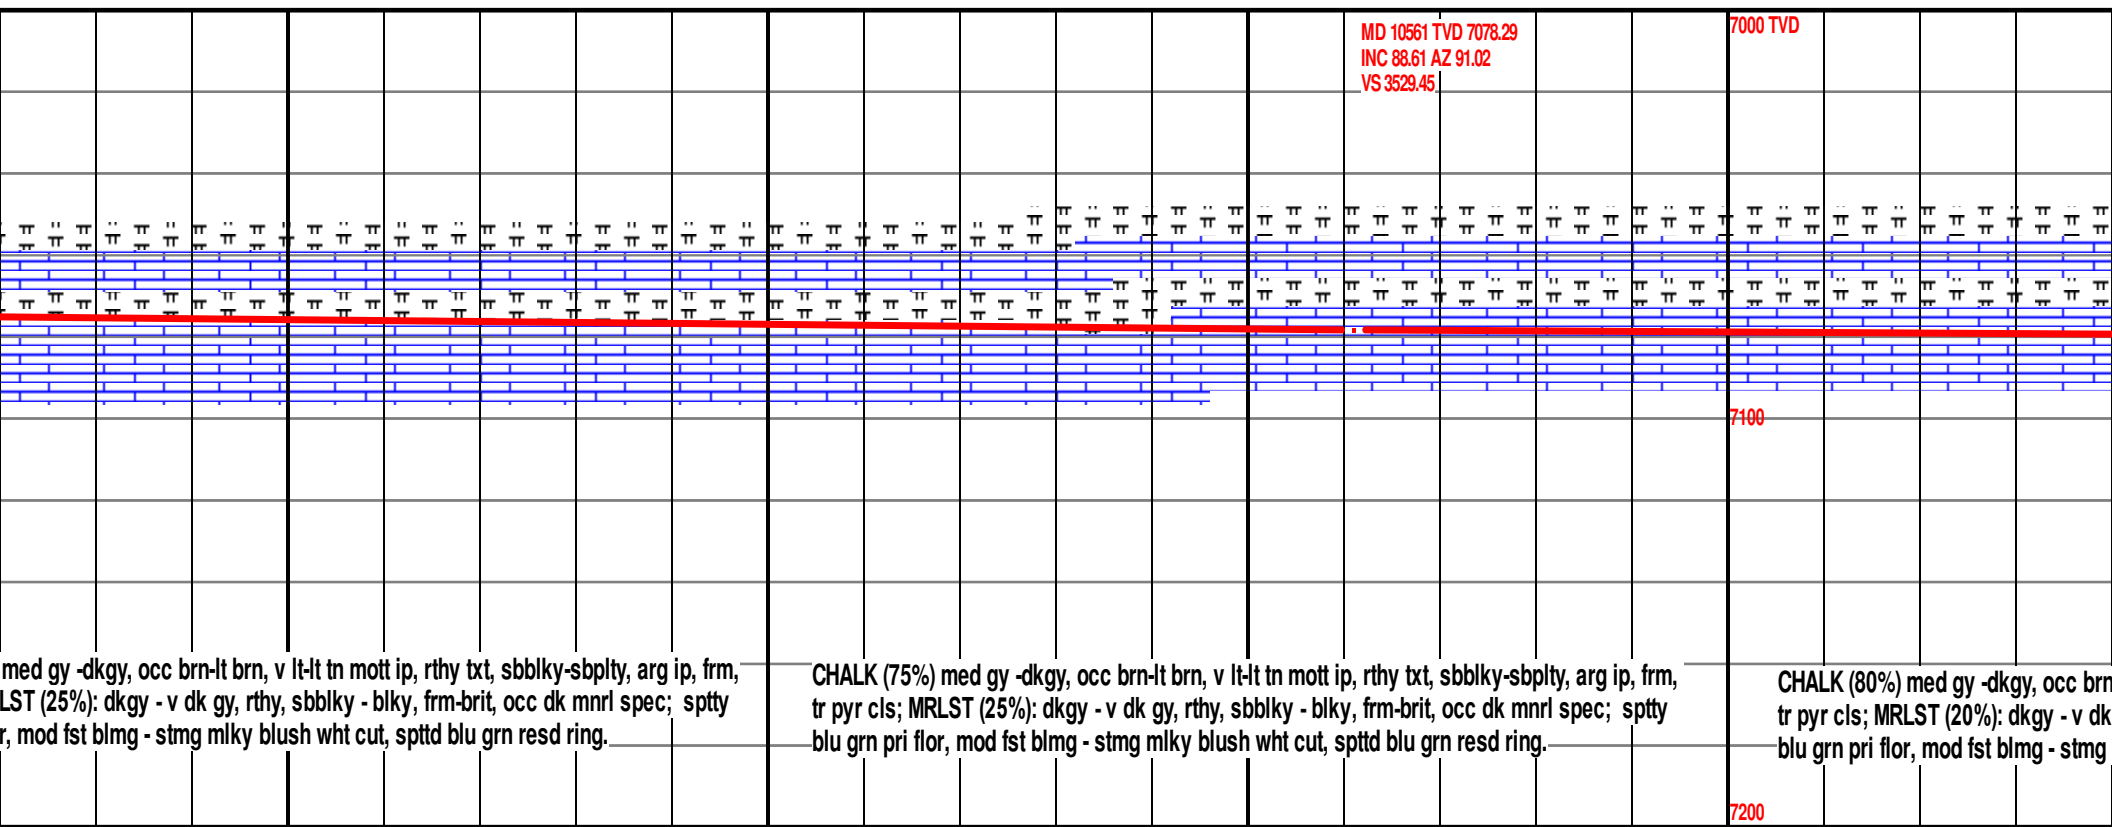 MD 10561 TVD 7078.29
INC 88.61 AZ 91.02
VS 3529.45
7000 TVD
7100
med gy -dkgy, occ brn-lt brn, v lt-lt tn mott ip, rthy txt, sbblky-sbplty, arg ip, frm,
LST (25%): dkgy - v dk gy, rthy, sbblky - blky, frm-brit, occ dk mnrl spec;  sptty
r, mod fst blmg - stmg mlky blush wht cut, spttd blu grn resd ring.
CHALK (75%) med gy -dkgy, occ brn-lt brn, v lt-lt tn mott ip, rthy txt, sbblky-sbplty, arg ip, frm,
tr pyr cls; MRLST (25%): dkgy - v dk gy, rthy, sbblky - blky, frm-brit, occ dk mnrl spec;  sptty
blu grn pri flor, mod fst blmg - stmg mlky blush wht cut, spttd blu grn resd ring.
CHALK (80%) med gy -dkgy, occ brn
tr pyr cls; MRLST (20%): dkgy - v dk
blu grn pri flor, mod fst blmg - stmg
7200